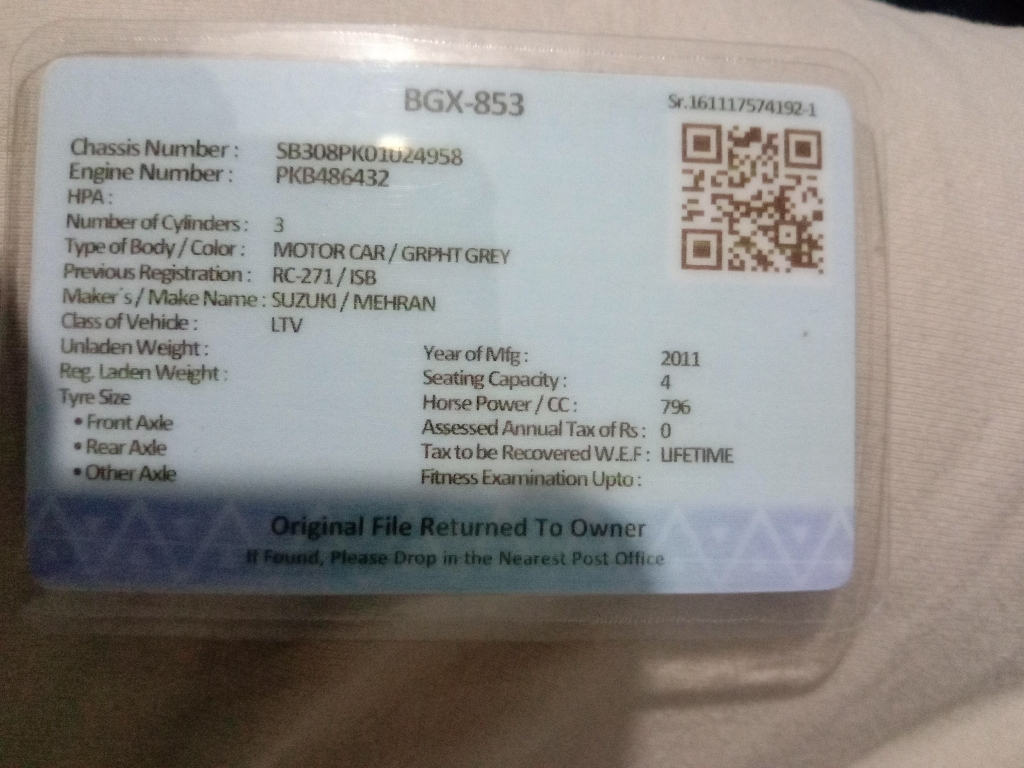 BGX-853
Sr.161117574192-1
Chassis Number : SB308PK01024958
Engine Number : PKB486432
HPA :
Number of Cylinders : 3
Type of Body / Color : MOTOR CAR / GRPHT GREY
Previous Registration : RC-271 / ISB
Maker's / Make Name : SUZUKI / MEHRAN
Class of Vehicle : LTV
Unladen Weight :
Reg. Laden Weight :
Tyre Size
• Front Axle
• Rear Axle
• Other Axle
Year of Mfg : 2011
Seating Capacity : 4
Horse Power / CC : 796
Assessed Annual Tax of Rs : 0
Tax to be Recovered W.E.F : LIFETIME
Fitness Examination Upto :
Original File Returned To Owner
If Found, Please Drop in the Nearest Post Office